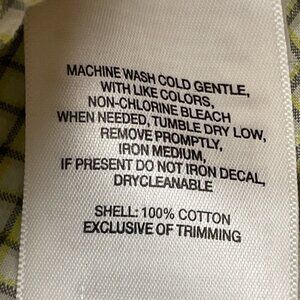 MACHINE WASH COLD GENTLE,
WITH LIKE COLORS,
NON-CHLORINE BLEACH
WHEN NEEDED, TUMBLE DRY LOW,
REMOVE PROMPTLY,
IRON MEDIUM,
IF PRESENT DO NOT IRON DECAL,
DRYCLEANABLE
SHELL: 100% COTTON
EXCLUSIVE OF TRIMMING